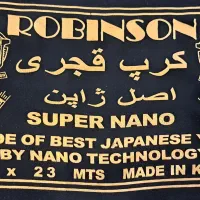 ROBINSON
کرپ قجری
اصل ژاپن
SUPER NANO
DE OF BEST JAPANESE Y
BY NANO TECHNOLOGY
x 23 MTS MADE IN K